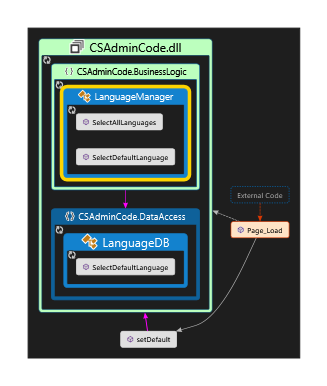 CSAdminCode.dll
CSAdminCode.BusinessLogic
LanguageManager
SelectAllLanguages
SelectDefaultLanguage
CSAdminCode.DataAccess
LanguageDB
SelectDefaultLanguage
External Code
Page_Load
setDefault